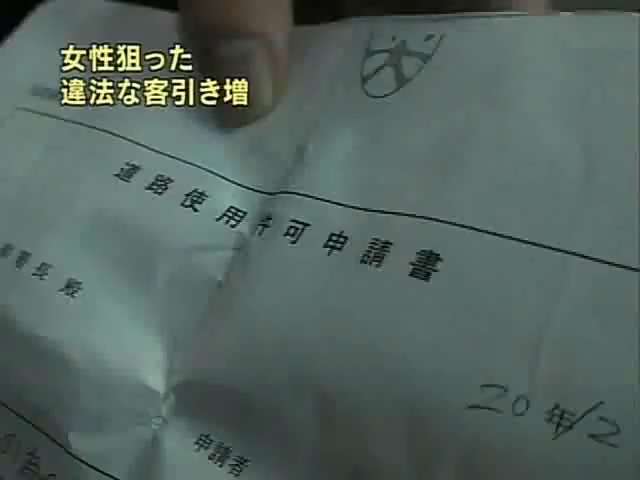 女性狙った
違法な客引き増
道路使用許可申請書
署長 殿
20年/2
申請者